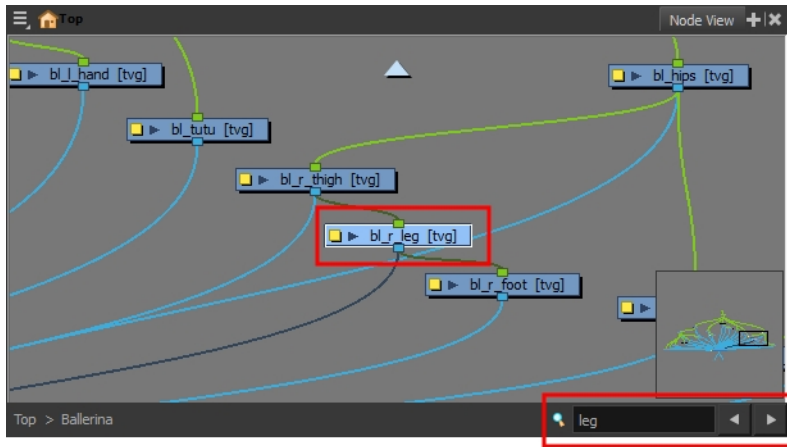 Top
Node View
bl_l_hand [tvg]
bl_hips [tvg]
bl_tutu [tvg]
bl_r_thigh [tvg]
bl_r_leg [tvg]
bl_r_foot [tvg]
Top > Ballerina
leg